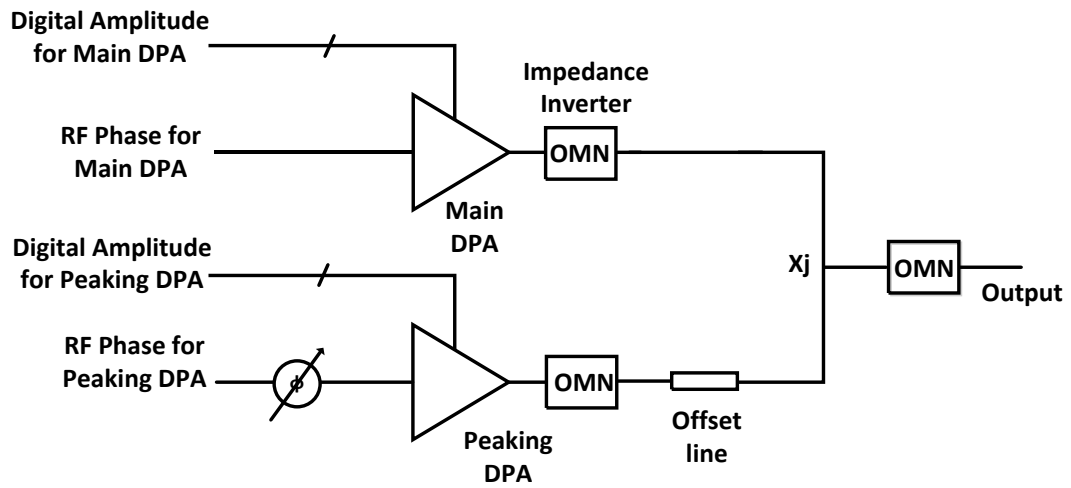 Digital Amplitude
for Main DPA
Impedance
Inverter
RF Phase for
Main DPA
OMN
Main
DPA
Digital Amplitude
for Peaking DPA
Xj
OMN
Output
RF Phase for
Peaking DPA
ϕ
OMN
Offset
line
Peaking
DPA